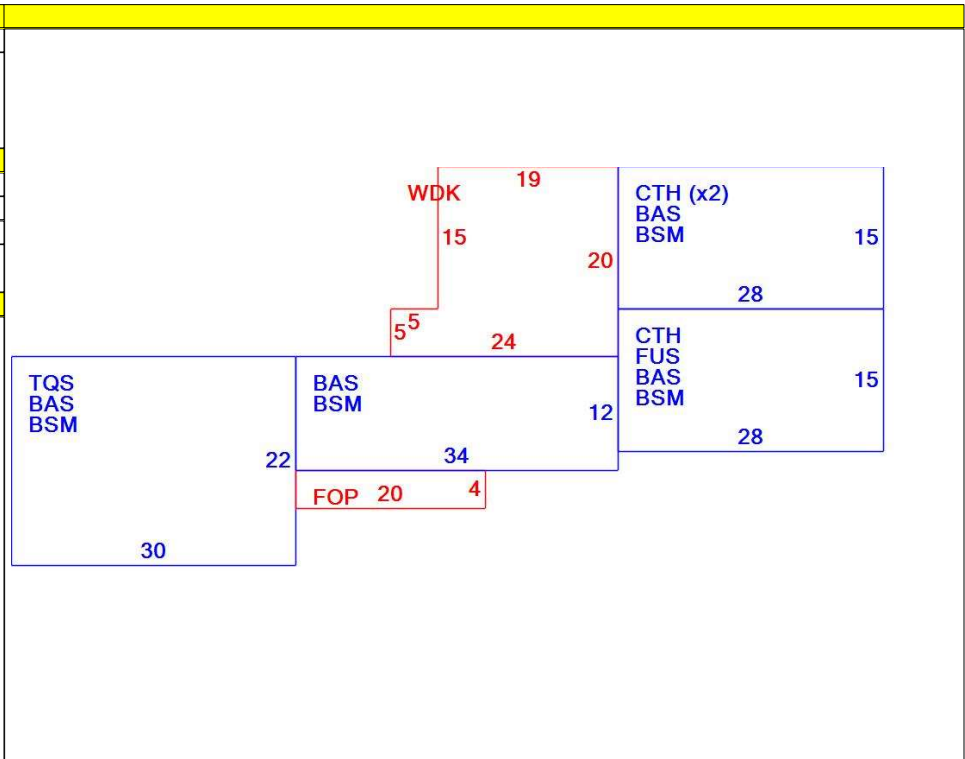 19
WDK
15
20
5
5
24
CTH (x2)
BAS
BSM
15
28
CTH
FUS
BAS
BSM
15
28
TQS
BAS
BSM
22
30
BAS
BSM
12
34
FOP
20
4